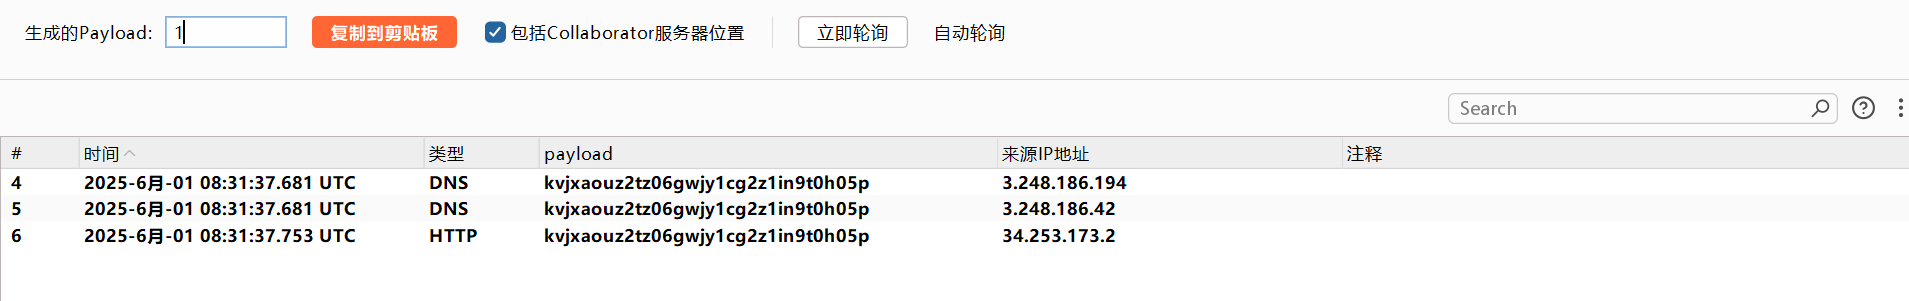 生成的Payload: 1 复制到剪贴板 包括Collaborator服务器位置 立即轮询 自动轮询
Search
# 时间 类型 payload 来源IP地址 注释
4 2025-6月-01 08:31:37.681 UTC DNS kvjxaouz2tz06gwjy1cg2z1in9t0h05p 3.248.186.194
5 2025-6月-01 08:31:37.681 UTC DNS kvjxaouz2tz06gwjy1cg2z1in9t0h05p 3.248.186.42
6 2025-6月-01 08:31:37.753 UTC HTTP kvjxaouz2tz06gwjy1cg2z1in9t0h05p 34.253.173.2